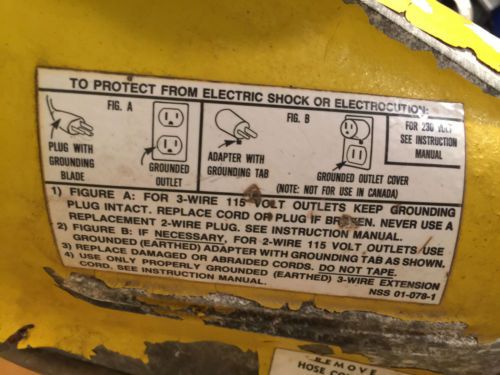 TO PROTECT FROM ELECTRIC SHOCK OR ELECTROCUTION:
FIG. A
PLUG WITH
GROUNDING
BLADE
GROUNDED
OUTLET
FIG. B
ADAPTER WITH
GROUNDING TAB
GROUNDED OUTLET COVER
(NOTE: NOT FOR USE IN CANADA)
FOR 230 VOLT
SEE INSTRUCTION
MANUAL
1) FIGURE A: FOR 3-WIRE 115 VOLT OUTLETS KEEP GROUNDING
PLUG INTACT. REPLACE CORD OR PLUG IF BROKEN. NEVER USE A
REPLACEMENT 2-WIRE PLUG. SEE INSTRUCTION MANUAL.
2) FIGURE B: IF NECESSARY, FOR 2-WIRE 115 VOLT OUTLETS USE
GROUNDED (EARTHED) ADAPTER WITH GROUNDING TAB AS SHOWN.
3) REPLACE DAMAGED OR ABRAIDED CORDS. DO NOT TAPE.
4) USE ONLY PROPERLY GROUNDED (EARTHED) 3-WIRE EXTENSION
CORD. SEE INSTRUCTION MANUAL.
NSS 01-078-1
REMOVE
HOSE